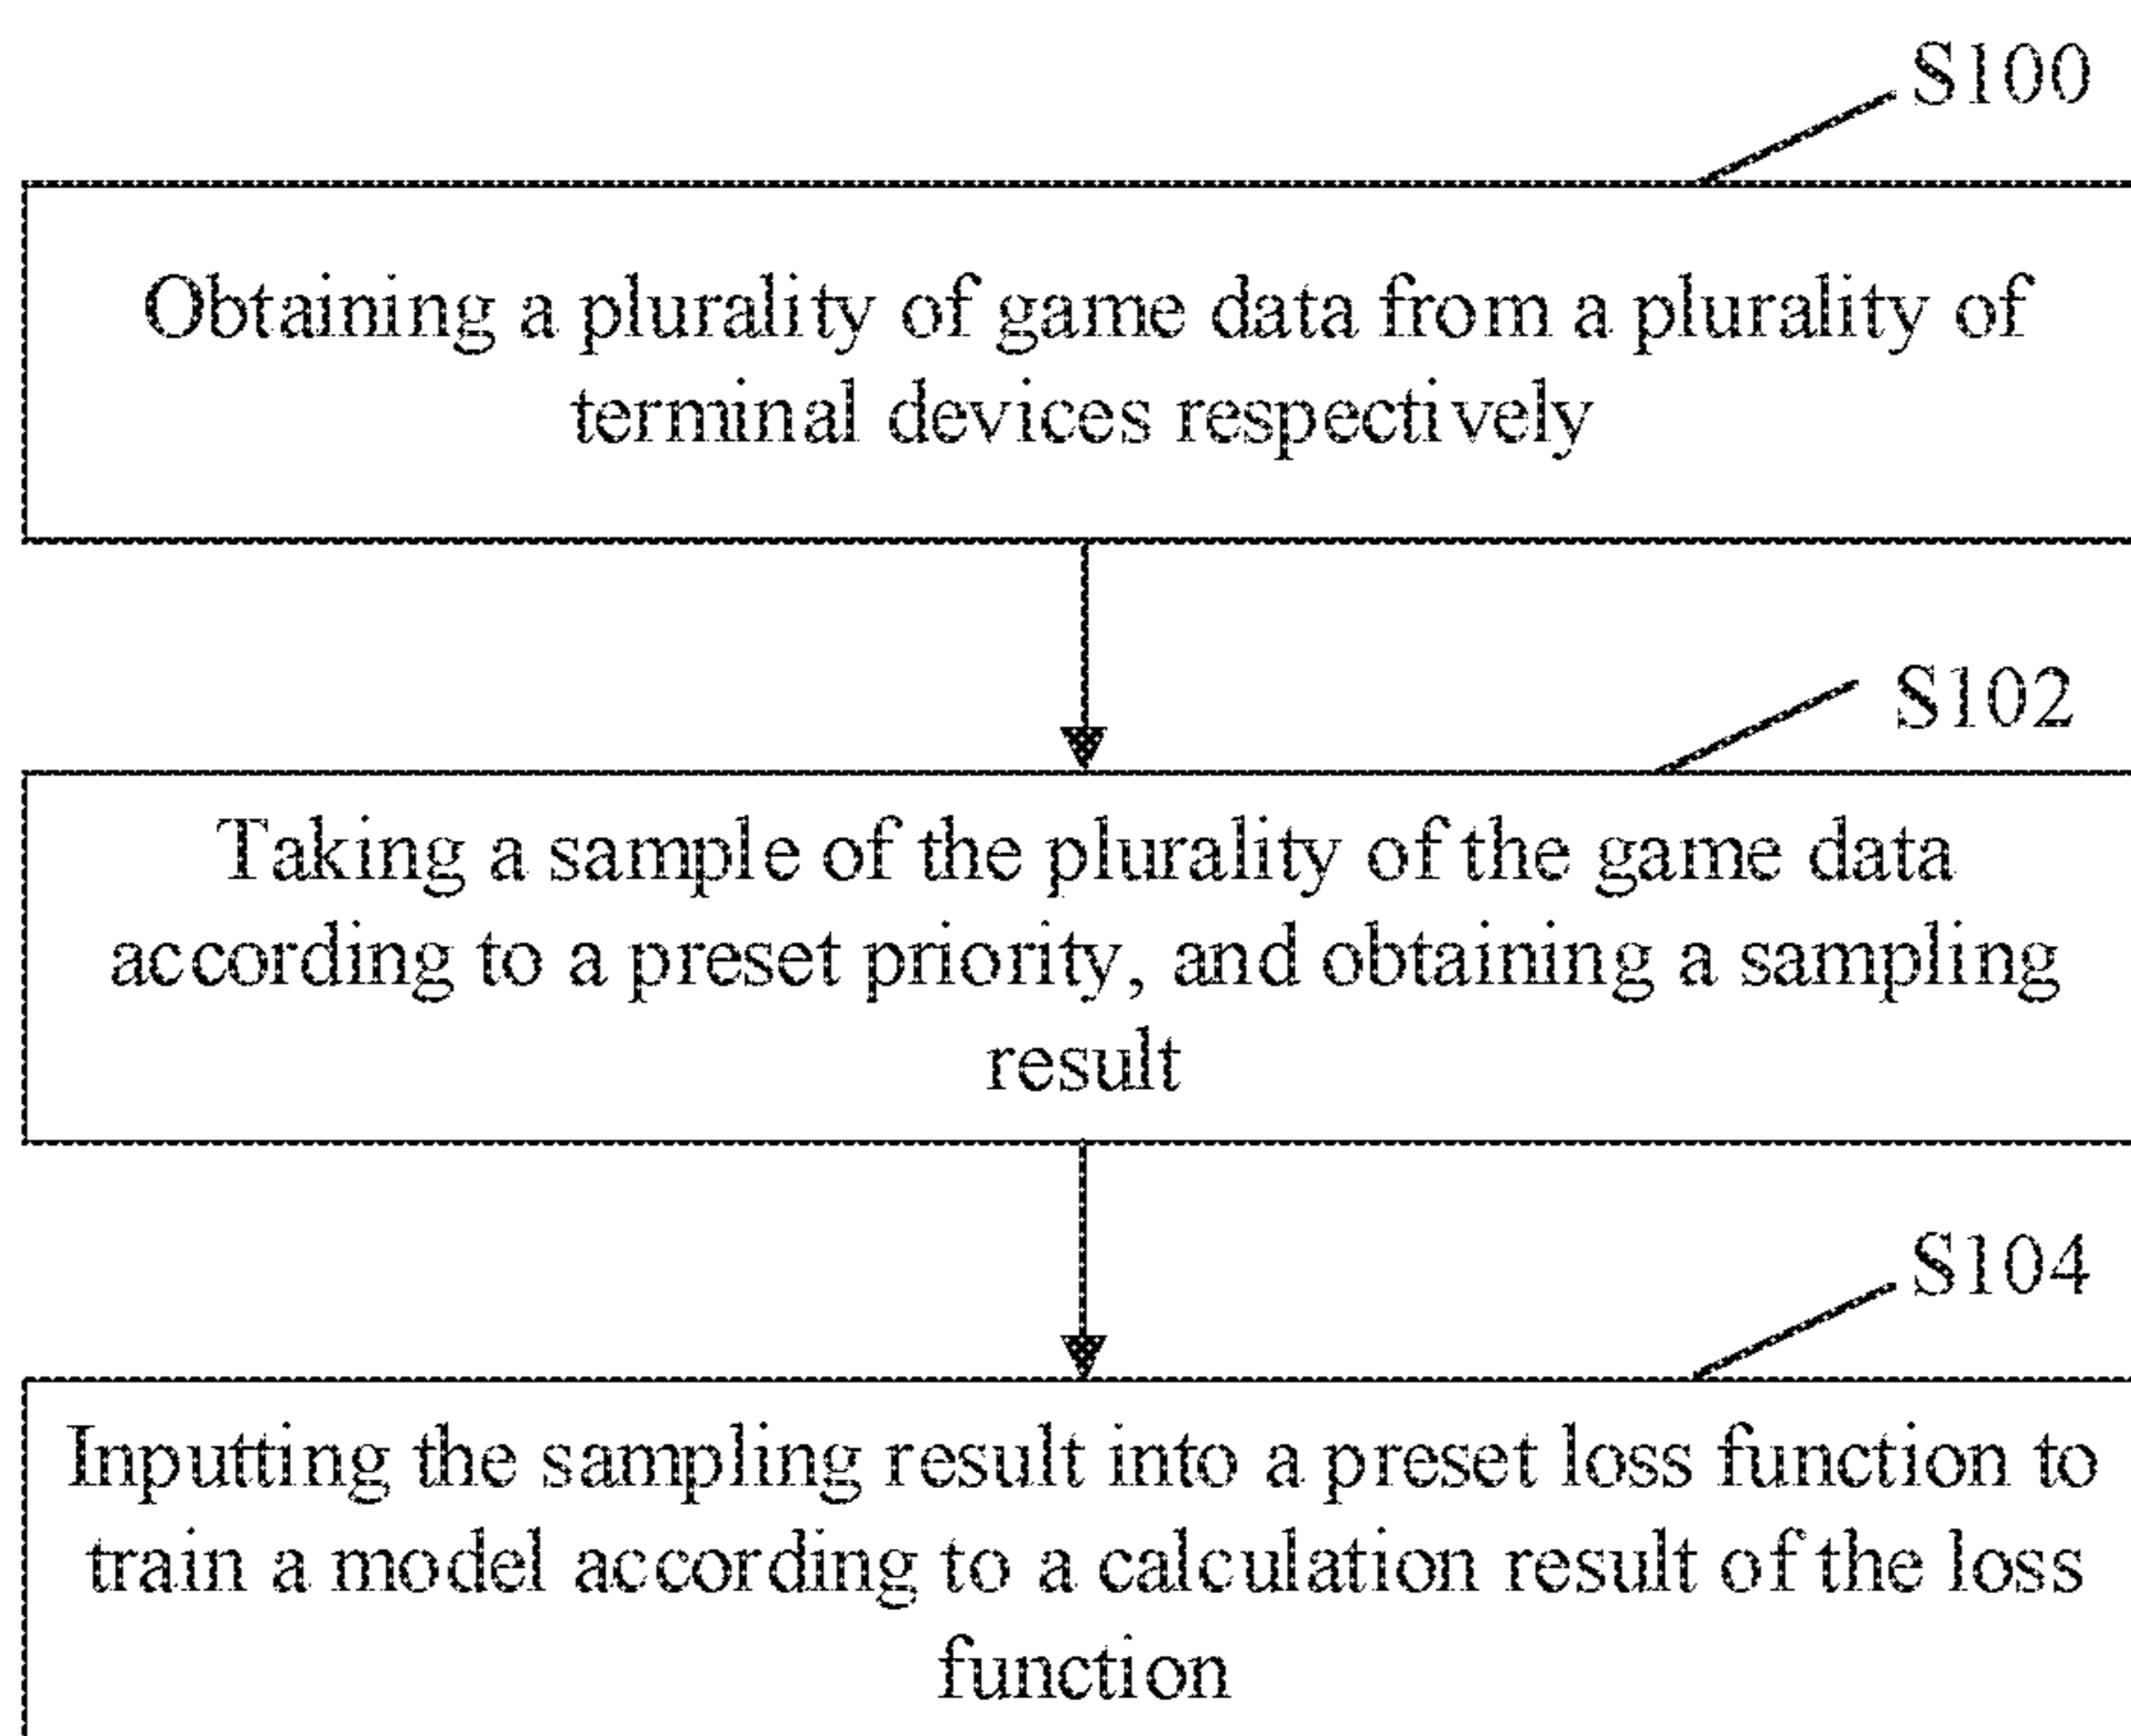 S100
Obtaining a plurality of game data from a plurality of
terminal devices respectively
S102
Taking a sample of the plurality of the game data
according to a preset priority, and obtaining a sampling
result
S104
Inputting the sampling result into a preset loss function to
train a model according to a calculation result of the loss
function